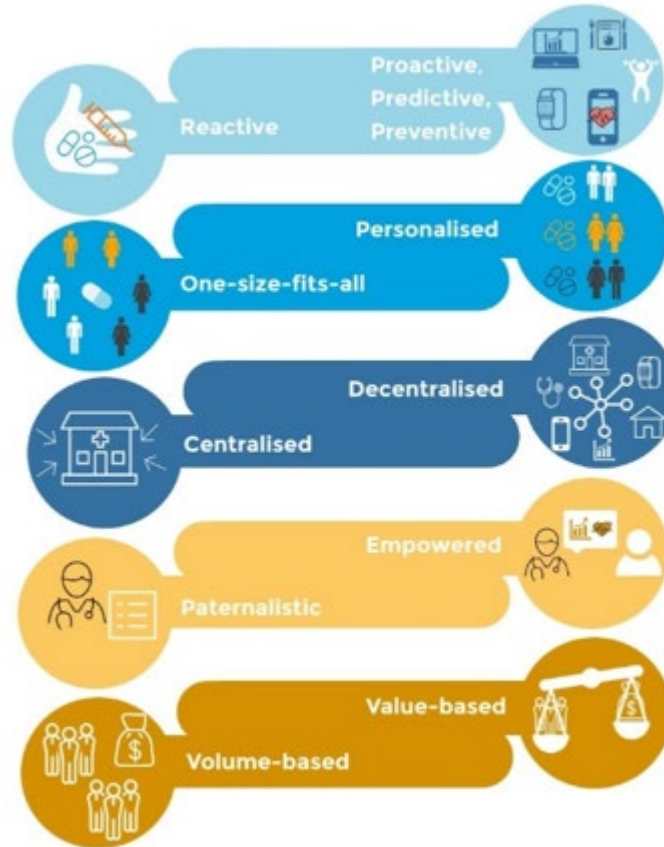 Proactive,
Predictive,
Preventive
Reactive
Personalised
One-size-fits-all
Decentralised
Centralised
Empowered
Paternalistic
Value-based
Volume-based
$
$